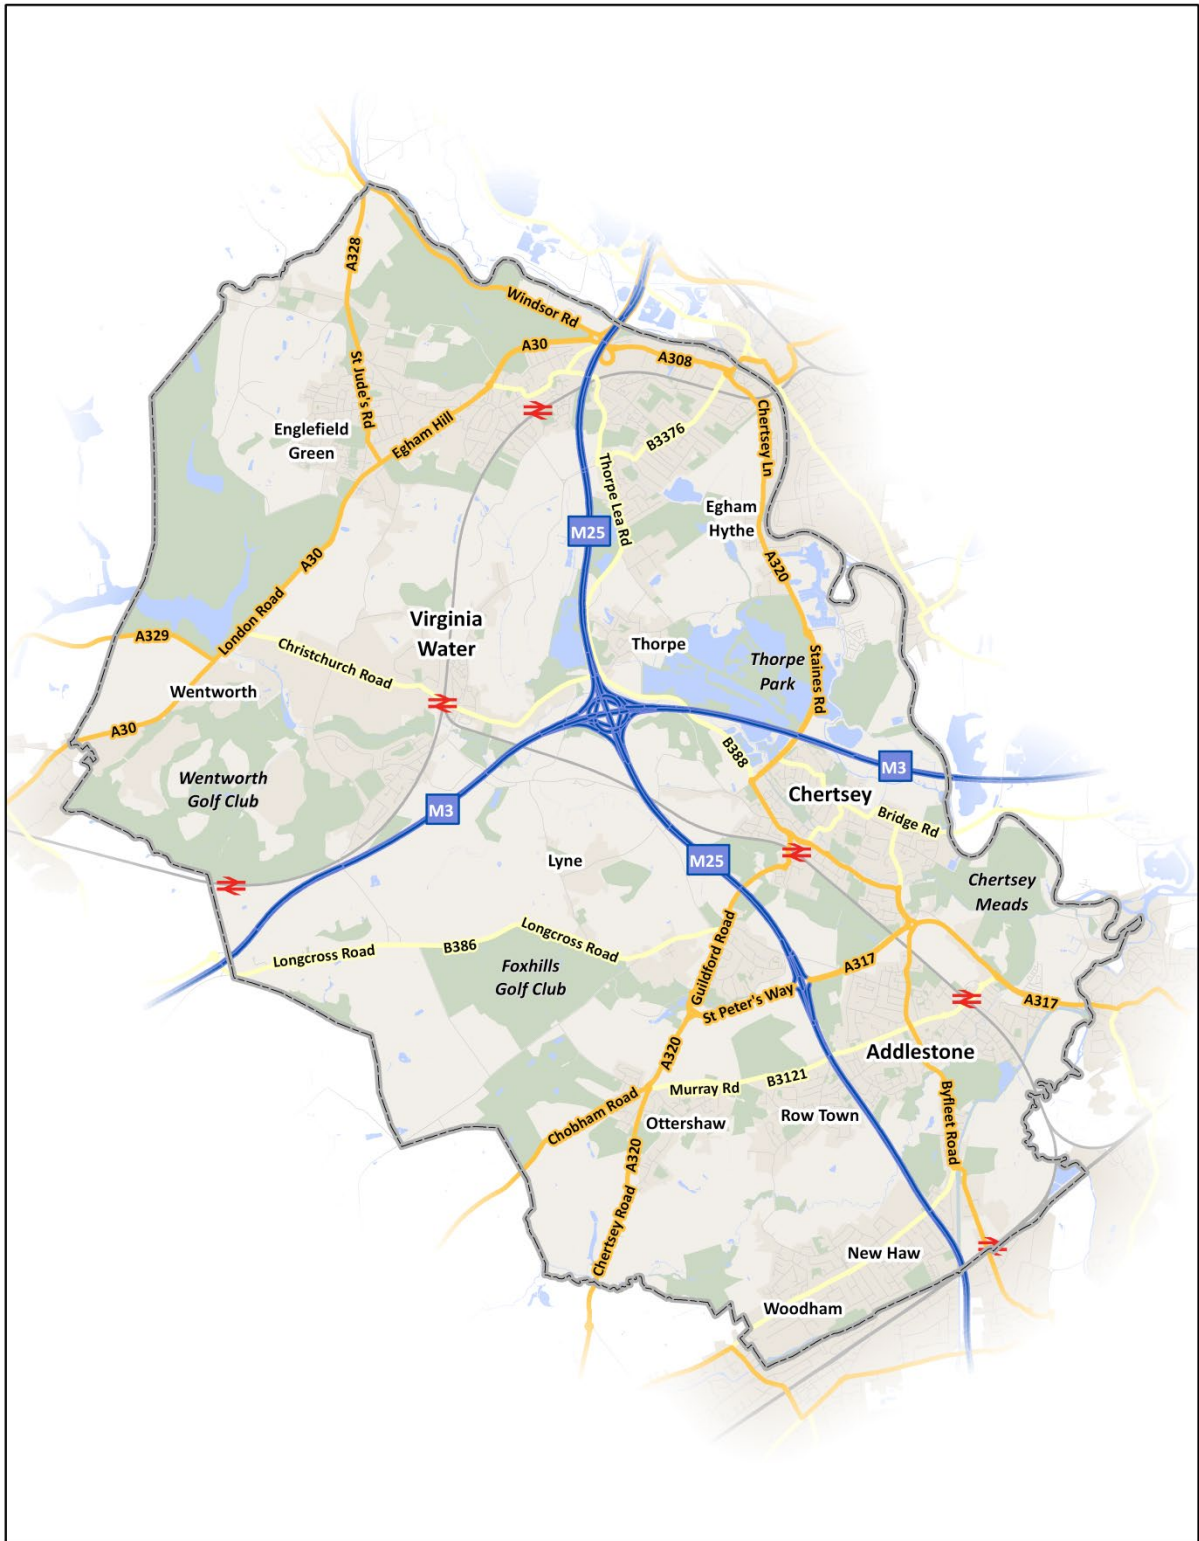 A328
Windsor Rd
A30
A308
St Jude's Rd
Egham Hill
Chertsey Ln
B3376
Englefield
Green
Thorpe Lea Rd
Egham
Hythe
M25
A30
A320
London Road
Virginia
Water
A329
Christchurch Road
Thorpe
Thorpe
Park
Staines Rd
Wentworth
A30
B388
M3
Wentworth
Golf Club
Chertsey
M3
Bridge Rd
Lyne
M25
Chertsey
Meads
Longcross Road
B386
Longcross Road
Guildford Road
Foxhills
Golf Club
A317
St Peter's Way
A317
A320
Addlestone
Murray Rd
B3121
Chobham Road
Ottershaw
Row Town
Byfleet Road
A320
Chertsey Road
New Haw
Woodham